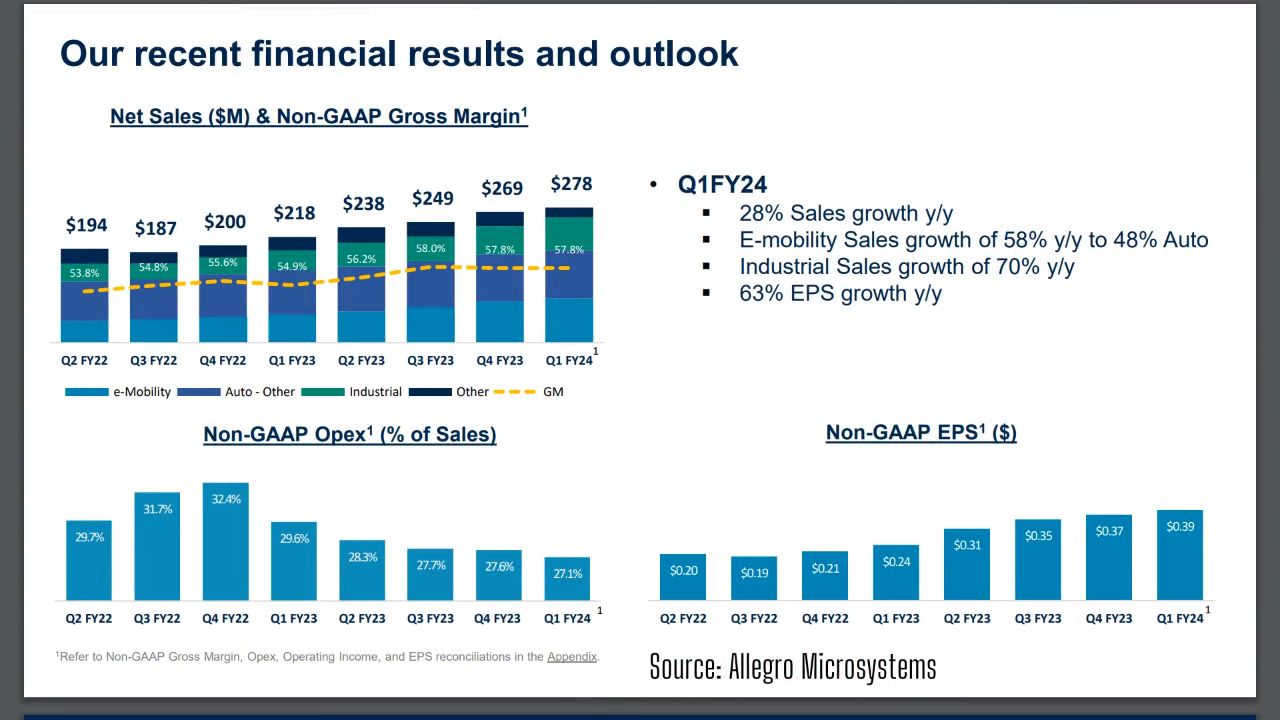 Our recent financial results and outlook
Net Sales ($M) & Non-GAAP Gross Margin¹
$194 $187 $200 $218 $238 $249 $269 $278
53.8% 54.8% 55.6% 54.9% 56.2% 58.0% 57.8% 57.8%
Q2 FY22 Q3 FY22 Q4 FY22 Q1 FY23 Q2 FY23 Q3 FY23 Q4 FY23 Q1 FY24¹
e-Mobility Auto - Other Industrial Other GM
• Q1FY24
▪ 28% Sales growth y/y
▪ E-mobility Sales growth of 58% y/y to 48% Auto
▪ Industrial Sales growth of 70% y/y
▪ 63% EPS growth y/y
Non-GAAP Opex¹ (% of Sales)
29.7% 31.7% 32.4% 29.6% 28.3% 27.7% 27.6% 27.1%
Q2 FY22 Q3 FY22 Q4 FY22 Q1 FY23 Q2 FY23 Q3 FY23 Q4 FY23 Q1 FY24¹
Non-GAAP EPS¹ ($)
$0.20 $0.19 $0.21 $0.24 $0.31 $0.35 $0.37 $0.39
Q2 FY22 Q3 FY22 Q4 FY22 Q1 FY23 Q2 FY23 Q3 FY23 Q4 FY23 Q1 FY24¹
¹Refer to Non-GAAP Gross Margin, Opex, Operating Income, and EPS reconciliations in the Appendix.
Source: Allegro Microsystems